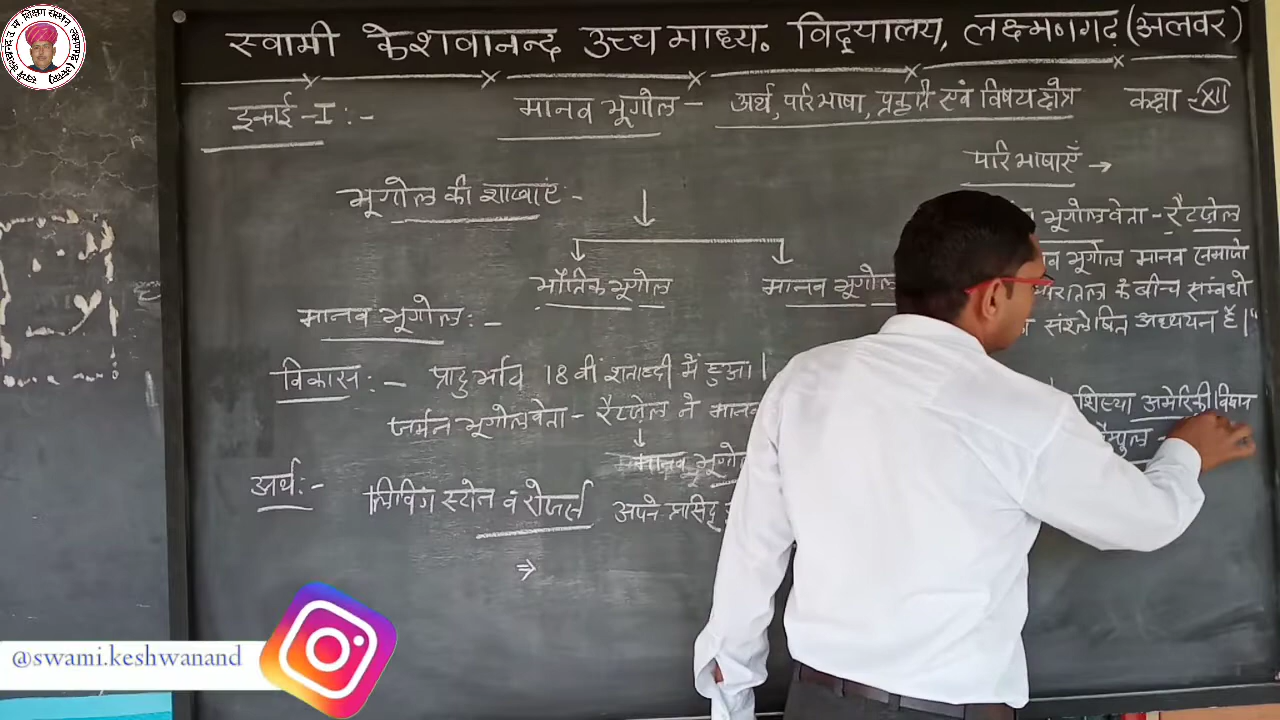 स्वामी केशवानन्द उच्च माध्य. विद्यालय, लक्ष्मणगढ़ (अलवर)
इकाई - I :- मानव भूगोल - अर्थ, परिभाषा, प्रकृति एवं विषय क्षेत्र कक्षा - XII
भूगोल की शाखाएं -
भौतिक भूगोल मानव भूगोल
मानव भूगोल: -
विकास: - प्रादुर्भाव 18 वीं शताब्दी में हुआ।
जर्मन भूगोलवेता - रैटज़ेल ने मानव
मानव भूगोल
अर्थ:- लिविंग स्टोन व रोजर्स अपने प्रसिद्ध
⇒
परिभाषाएँ →
भूगोलवेता - रैटज़ेल
भूगोल मानव समाजो
के बीच संबंधो
संश्लेषित अध्ययन है।"
शिष्या अमेरिकी
@swami.keshwanand